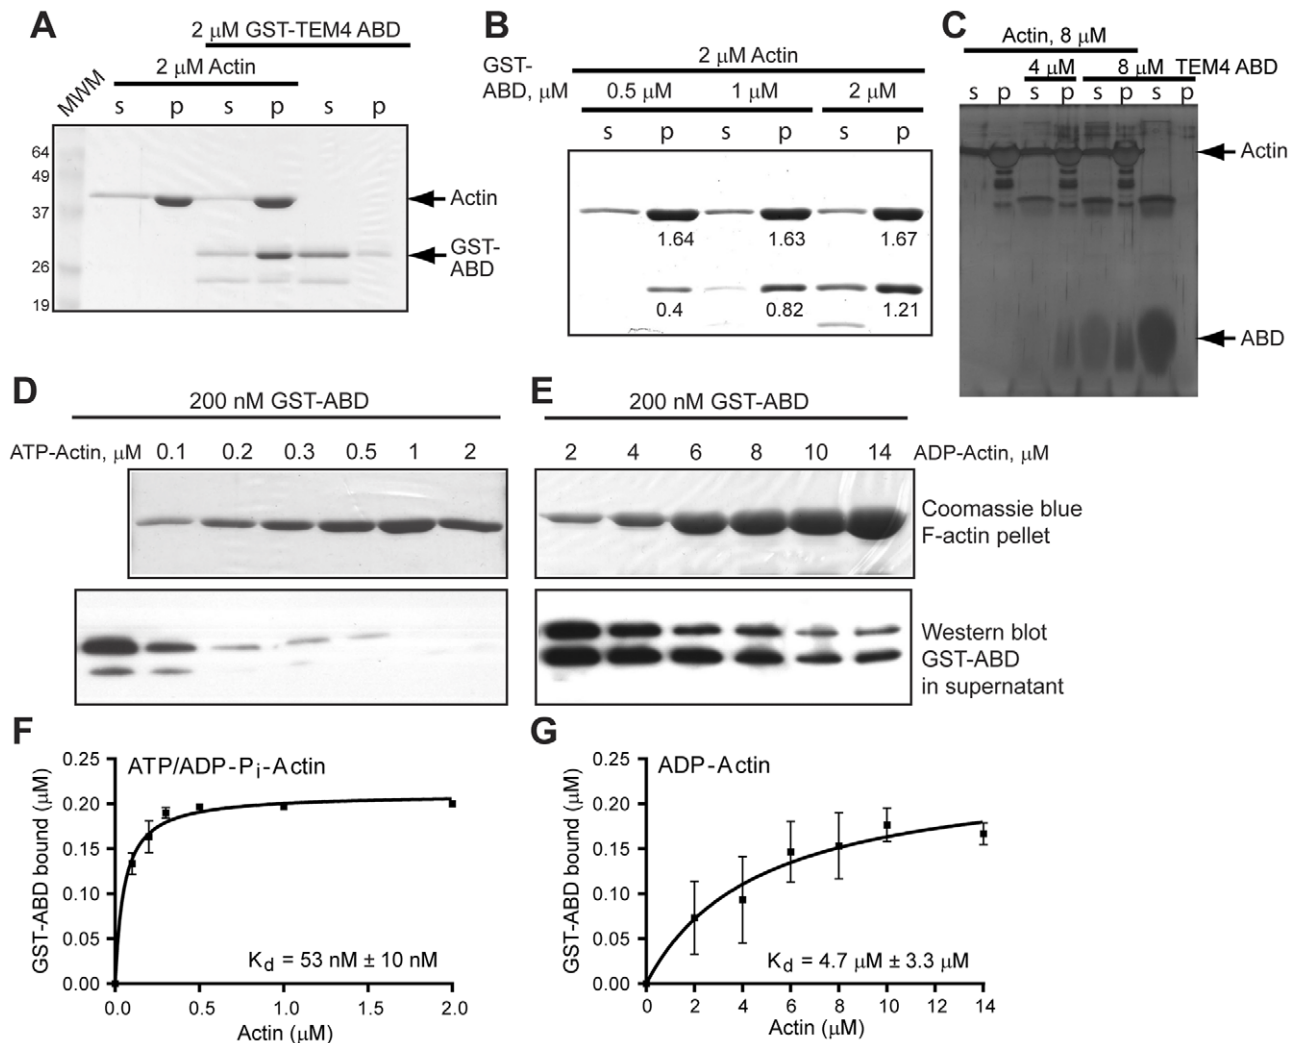 A
2 μM GST-TEM4 ABD
2 μM Actin
MWM
s p s p s p
64
49
37
26
19
Actin
GST-
ABD
B
2 μM Actin
GST-
ABD, μM
0.5 μM 1 μM 2 μM
s p s p s p
1.64 1.63 1.67
0.4 0.82 1.21
C
Actin, 8 μM
4 μM 8 μM TEM4 ABD
s p s p s p s p
Actin
ABD
D
200 nM GST-ABD
ATP-Actin, μM 0.1 0.2 0.3 0.5 1 2
E
200 nM GST-ABD
2 4 6 8 10 14 ADP-Actin, μM
Coomassie blue
F-actin pellet
Western blot
GST-ABD
in supernatant
F
ATP/ADP-Pi-Actin
GST-ABD bound (μM)
0.25
0.20
0.15
0.10
0.05
0.00
Kd = 53 nM ± 10 nM
0.0 0.5 1.0 1.5 2.0
Actin (μM)
G
ADP-Actin
GST-ABD bound (μM)
0.25
0.20
0.15
0.10
0.05
0.00
Kd = 4.7 μM ± 3.3 μM
0 2 4 6 8 10 12 14
Actin (μM)